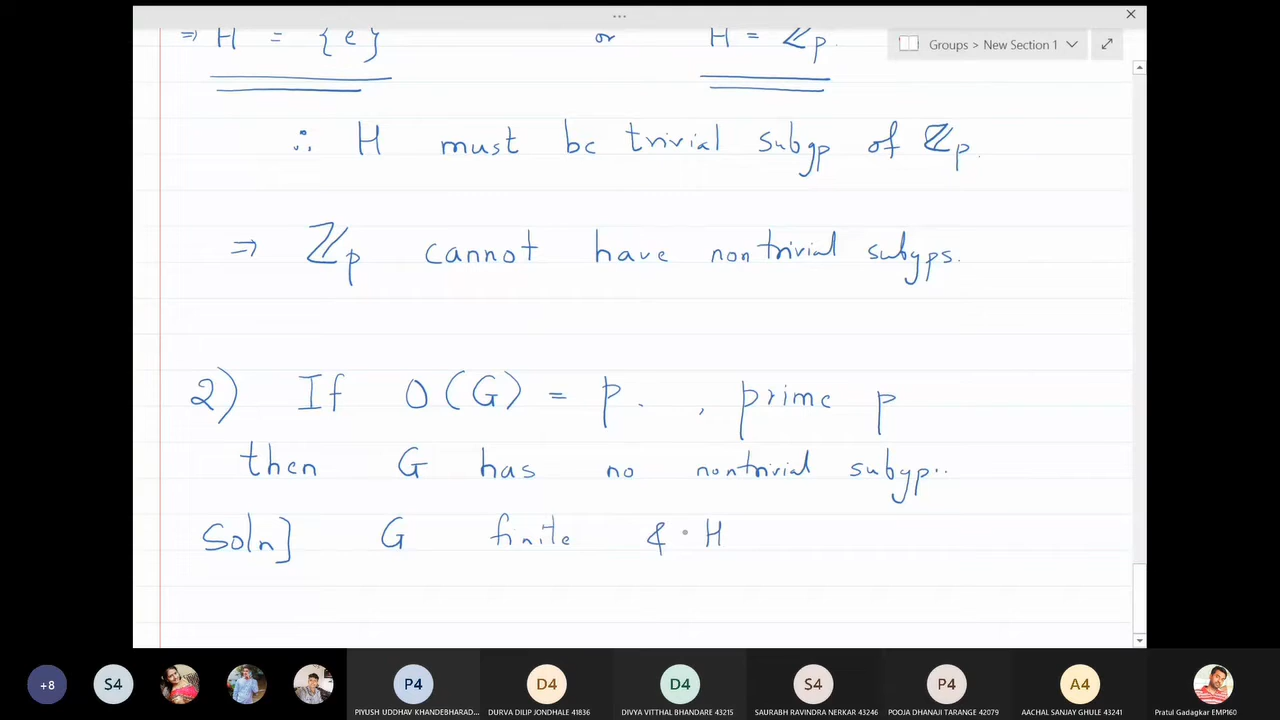 ...
×
Groups > New Section 1
⇒ H = {e} or H = ℤp.
∴ H must be trivial subgp of ℤp.
⇒ ℤp cannot have nontrivial subgps.
2) If O(G) = p. , prime p
then G has no nontrivial subgp..
Soln] G finite & H
+8 S4 P4 D4 D4 S4 P4 A4
PIYUSH UDDHAV KHANDEBHARAD... DURVA DILIP JONDHALE 41836 DIVYA VITTHAL BHANDARE 43215 SAURABH RAVINDRA NERKAR 43246 POOJA DHANAJI TARANGE 42079 AACHAL SANJAY GHULE 43241 Pratul Gadagkar EMP160